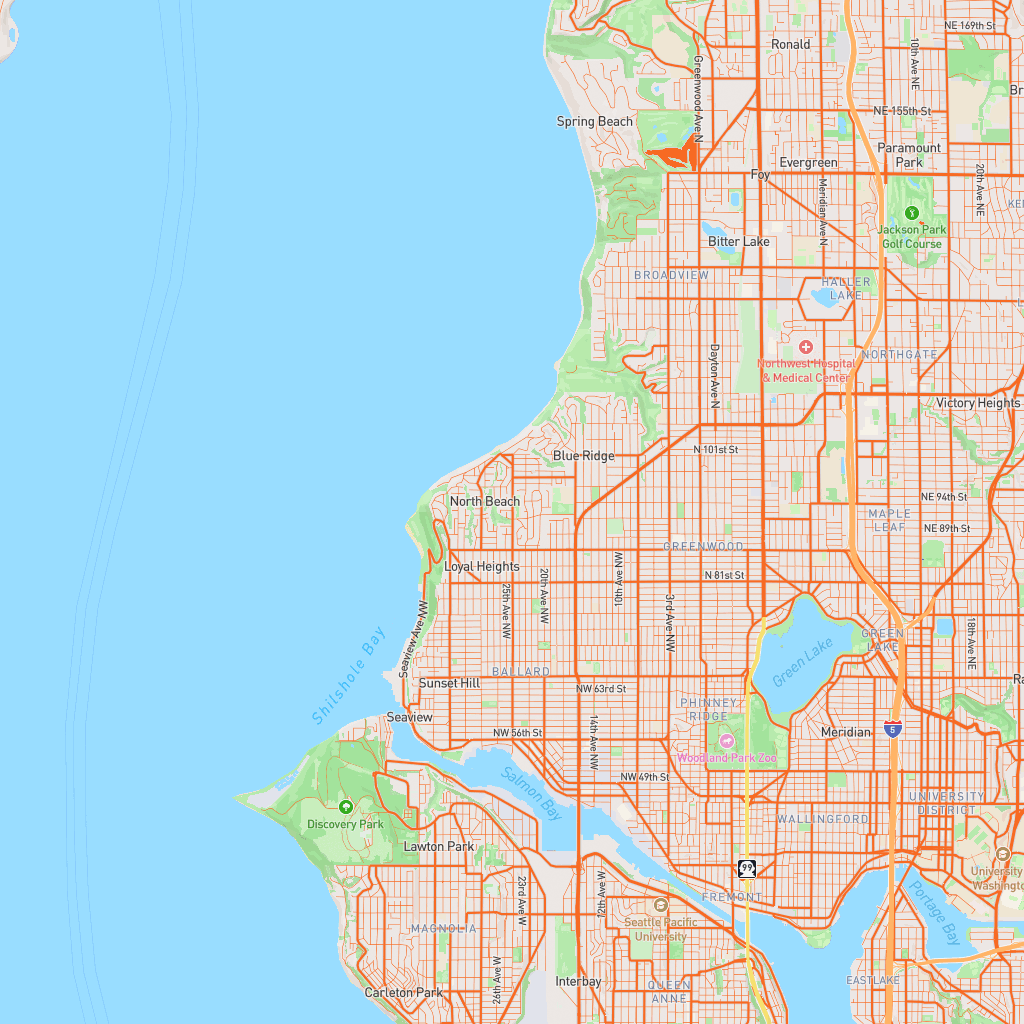 NE 169th St
Ronald
10th Ave NE
Greenwood Ave N
Br
NE 155th St
Spring Beach
Paramount
Park
Evergreen
Foy
Meridian Ave N
20th Ave NE
KE
Jackson Park
Golf Course
Bitter Lake
BROADVIEW
HALLER
LAKE
L
Dayton Ave N
Northwest Hospital
& Medical Center
NORTHGATE
Victory Heights
N 101st St
Blue Ridge
NE 94th St
North Beach
MAPLE
LEAF
NE 89th St
GREENWOOD
Loyal Heights
N 81st St
25th Ave NW
20th Ave NW
10th Ave NW
3rd Ave NW
18th Ave NE
Seaview Ave NW
GREEN
LAKE
Green Lake
Shilshole Bay
BALLARD
Sunset Hill
NW 63rd St
Ra
PHINNEY
RIDGE
Seaview
14th Ave NW
NW 56th St
Meridian
5
Woodland Park Zoo
NW 49th St
Salmon Bay
UNIVERSITY
DISTRICT
Discovery Park
WALLINGFORD
Lawton Park
99
University
Washington
23rd Ave W
12th Ave W
FREMONT
Portage Bay
Seattle Pacific
University
MAGNOLIA
26th Ave W
Interbay
QUEEN
ANNE
EASTLAKE
Carleton Park